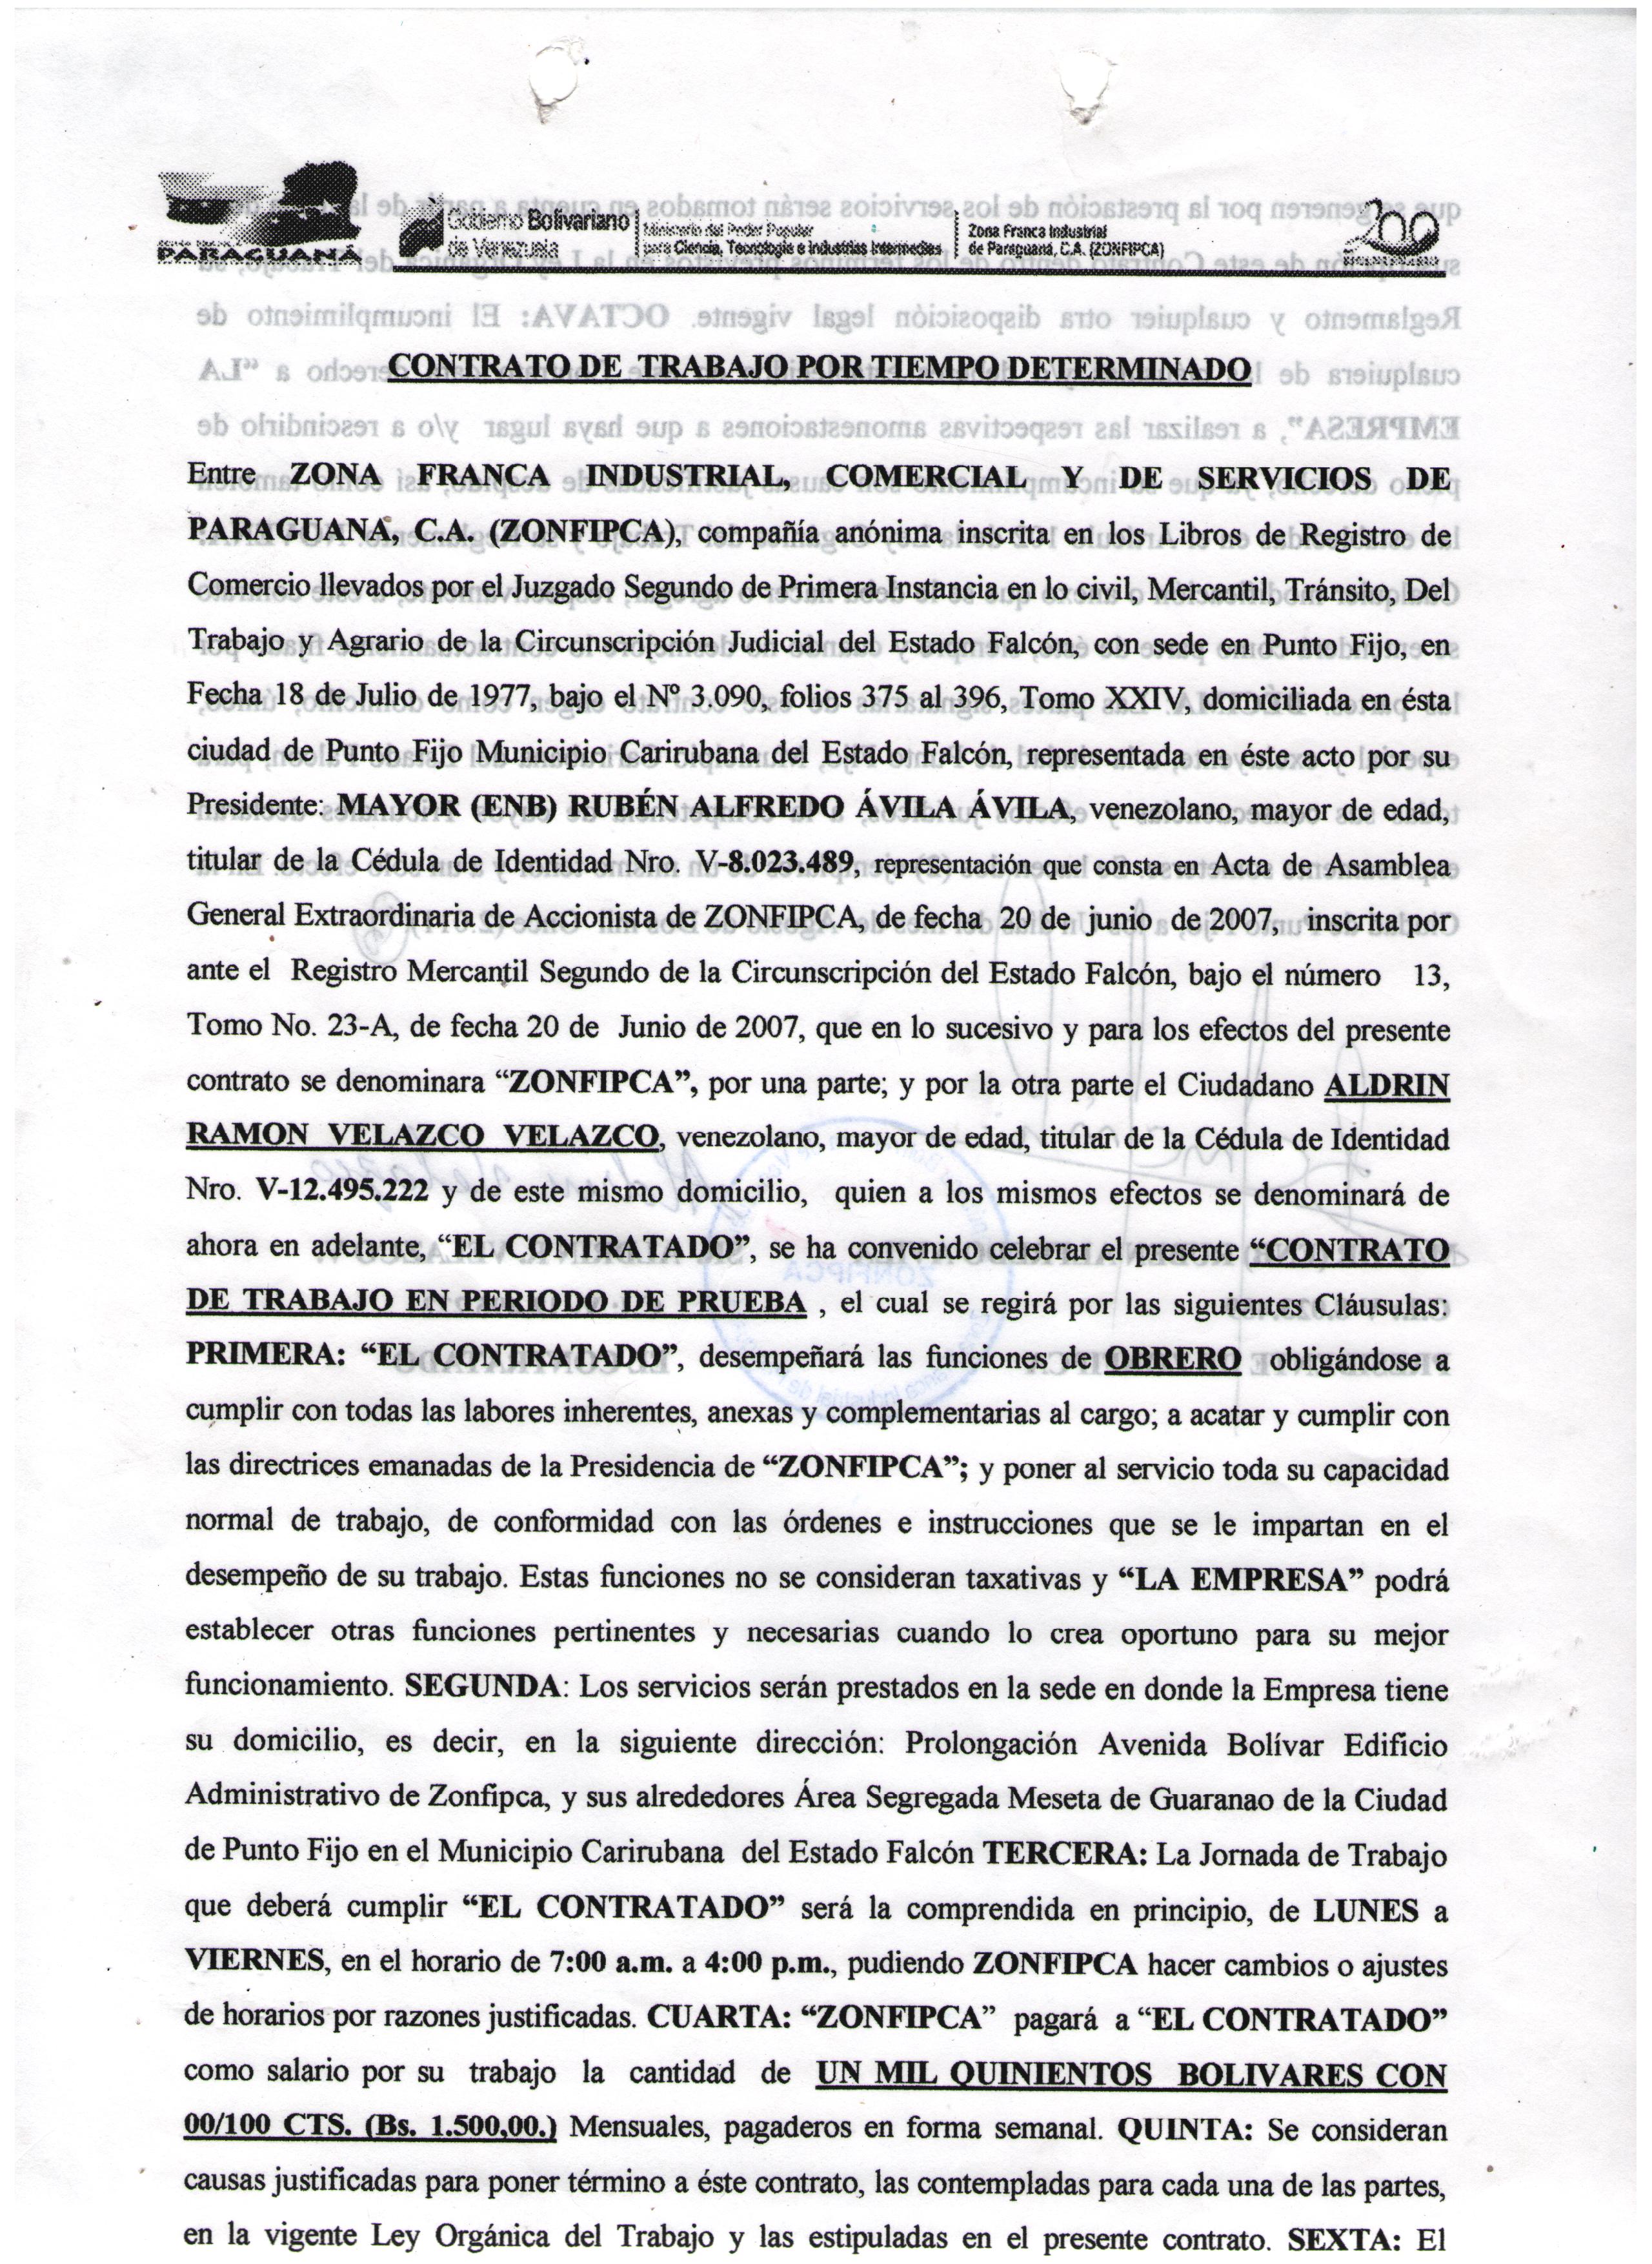 PARAGUANÁ
Gobierno Bolivariano de Venezuela
Ministerio del Poder Popular para Ciencia, Tecnología e Industrias Intermedias
Zona Franca Industrial de Paraguaná, C.A. (ZONFIPCA)
200
CONTRATO DE TRABAJO POR TIEMPO DETERMINADO
Entre ZONA FRANCA INDUSTRIAL, COMERCIAL Y DE SERVICIOS DE
PARAGUANA, C.A. (ZONFIPCA), compañía anónima inscrita en los Libros de Registro de
Comercio llevados por el Juzgado Segundo de Primera Instancia en lo civil, Mercantil, Tránsito, Del
Trabajo y Agrario de la Circunscripción Judicial del Estado Falcón, con sede en Punto Fijo, en
Fecha 18 de Julio de 1977, bajo el Nº 3.090, folios 375 al 396, Tomo XXIV, domiciliada en ésta
ciudad de Punto Fijo Municipio Carirubana del Estado Falcón, representada en éste acto por su
Presidente: MAYOR (ENB) RUBÉN ALFREDO ÁVILA ÁVILA, venezolano, mayor de edad,
titular de la Cédula de Identidad Nro. V-8.023.489, representación que consta en Acta de Asamblea
General Extraordinaria de Accionista de ZONFIPCA, de fecha 20 de junio de 2007, inscrita por
ante el Registro Mercantil Segundo de la Circunscripción del Estado Falcón, bajo el número 13,
Tomo No. 23-A, de fecha 20 de Junio de 2007, que en lo sucesivo y para los efectos del presente
contrato se denominara “ZONFIPCA”, por una parte; y por la otra parte el Ciudadano ALDRIN
RAMON VELAZCO VELAZCO, venezolano, mayor de edad, titular de la Cédula de Identidad
Nro. V-12.495.222 y de este mismo domicilio, quien a los mismos efectos se denominará de
ahora en adelante, “EL CONTRATADO”, se ha convenido celebrar el presente “CONTRATO
DE TRABAJO EN PERIODO DE PRUEBA , el cual se regirá por las siguientes Cláusulas:
PRIMERA: “EL CONTRATADO”, desempeñará las funciones de OBRERO obligándose a
cumplir con todas las labores inherentes, anexas y complementarias al cargo; a acatar y cumplir con
las directrices emanadas de la Presidencia de “ZONFIPCA”; y poner al servicio toda su capacidad
normal de trabajo, de conformidad con las órdenes e instrucciones que se le impartan en el
desempeño de su trabajo. Estas funciones no se consideran taxativas y “LA EMPRESA” podrá
establecer otras funciones pertinentes y necesarias cuando lo crea oportuno para su mejor
funcionamiento. SEGUNDA: Los servicios serán prestados en la sede en donde la Empresa tiene
su domicilio, es decir, en la siguiente dirección: Prolongación Avenida Bolívar Edificio
Administrativo de Zonfipca, y sus alrededores Área Segregada Meseta de Guaranao de la Ciudad
de Punto Fijo en el Municipio Carirubana del Estado Falcón TERCERA: La Jornada de Trabajo
que deberá cumplir “EL CONTRATADO” será la comprendida en principio, de LUNES a
VIERNES, en el horario de 7:00 a.m. a 4:00 p.m., pudiendo ZONFIPCA hacer cambios o ajustes
de horarios por razones justificadas. CUARTA: “ZONFIPCA” pagará a “EL CONTRATADO”
como salario por su trabajo la cantidad de UN MIL QUINIENTOS BOLIVARES CON
00/100 CTS. (Bs. 1.500,00.) Mensuales, pagaderos en forma semanal. QUINTA: Se consideran
causas justificadas para poner término a éste contrato, las contempladas para cada una de las partes,
en la vigente Ley Orgánica del Trabajo y las estipuladas en el presente contrato. SEXTA: El